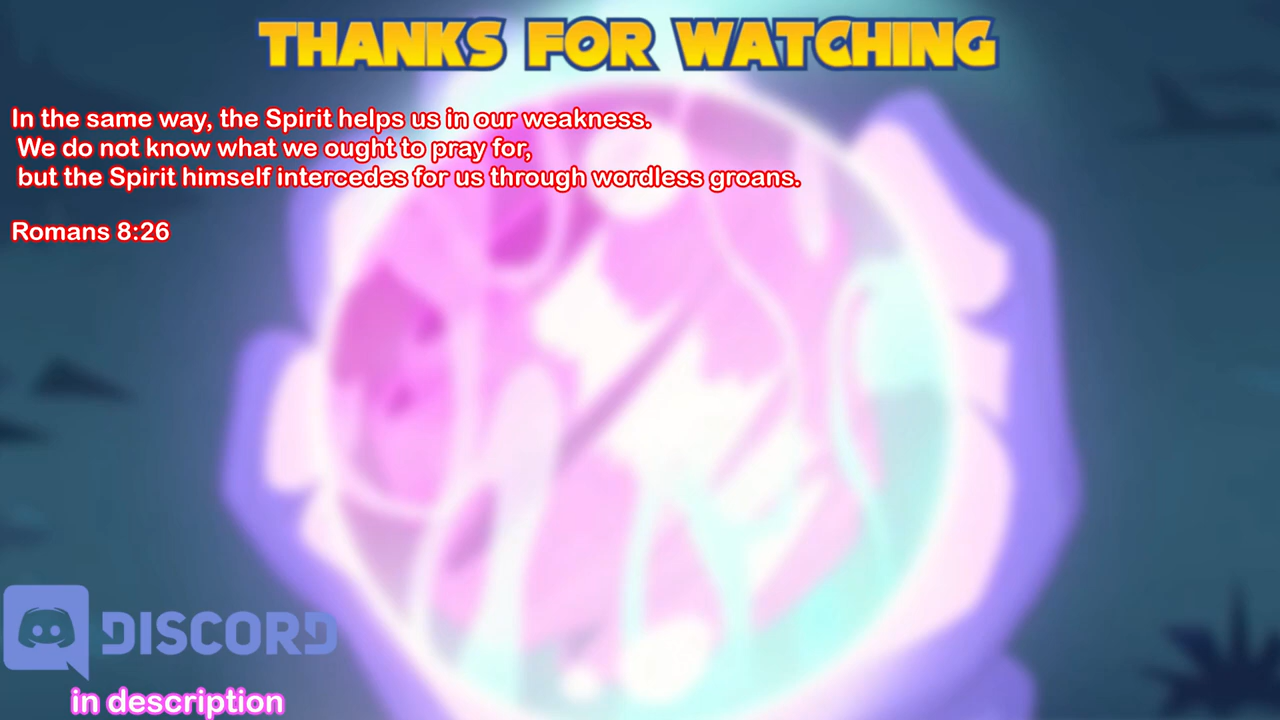 THANKS FOR WATCHING
In the same way, the Spirit helps us in our weakness.
We do not know what we ought to pray for,
but the Spirit himself intercedes for us through wordless groans.
Romans 8:26
DISCORD
in description